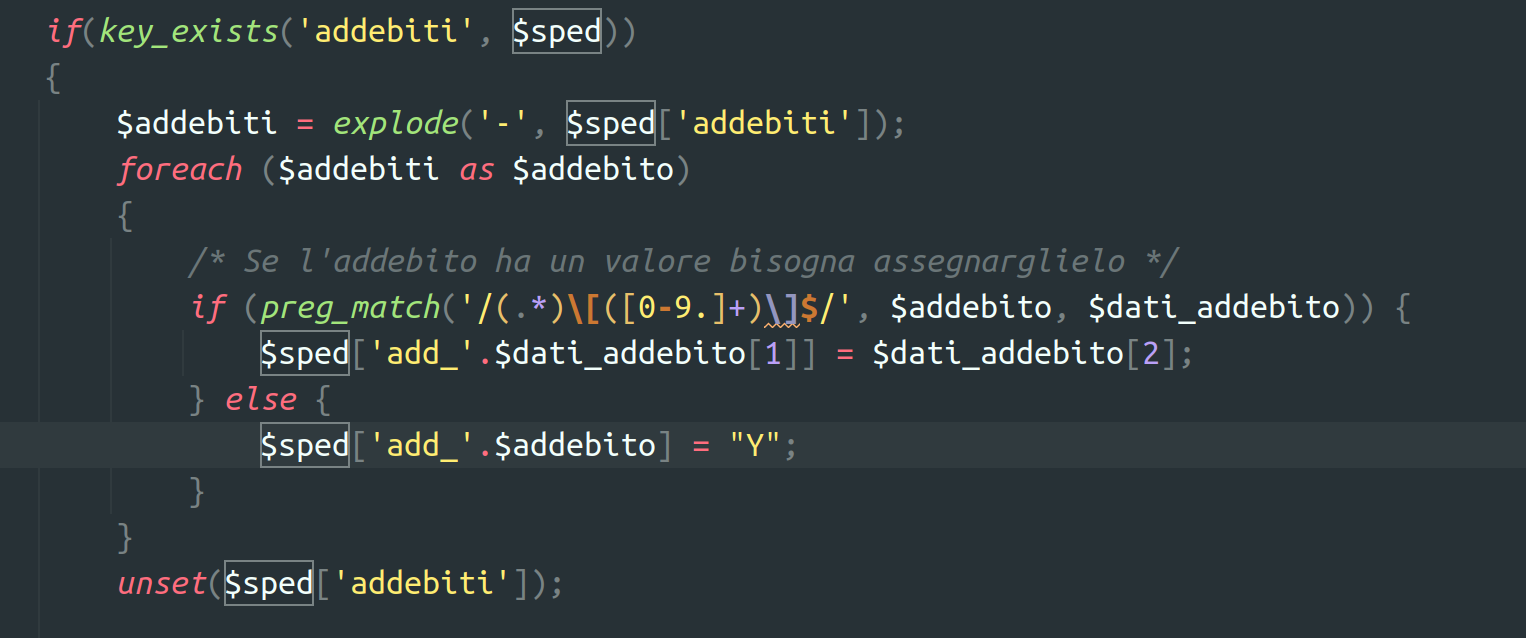 if(key_exists('addebiti', $sped))
{
$addebiti = explode('-', $sped['addebiti']);
foreach ($addebiti as $addebito)
{
/* Se l'addebito ha un valore bisogna assegnarglielo */
if (preg_match('/(.*)\[([0-9.]+)\]$/', $addebito, $dati_addebito)) {
$sped['add_'.$dati_addebito[1]] = $dati_addebito[2];
} else {
$sped['add_'.$addebito] = "Y";
}
}
unset($sped['addebiti']);